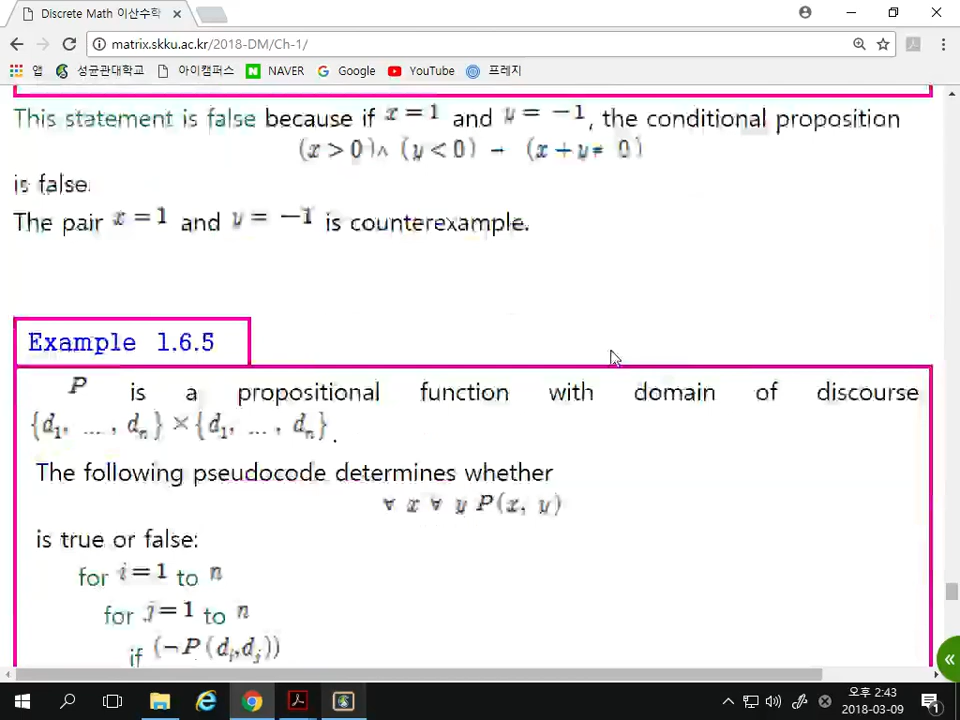 Discrete Math 이산수학
matrix.skku.ac.kr/2018-DM/Ch-1/
앱 성균관대학교 아이캠퍼스 NAVER Google YouTube 프레지
This statement is false because if x = 1 and y = −1, the conditional proposition
(x > 0) ∧ (y < 0) → (x + y ≠ 0)
is false.
The pair x = 1 and y = −1 is counterexample.
Example 1.6.5
P is a propositional function with domain of discourse
{d₁, ... , dₙ} × {d₁, ... , dₙ} .
The following pseudocode determines whether
∀ x ∀ y P(x, y)
is true or false:
for i = 1 to n
for j = 1 to n
if (¬P(dᵢ,dⱼ))
오후 2:43
2018-03-09